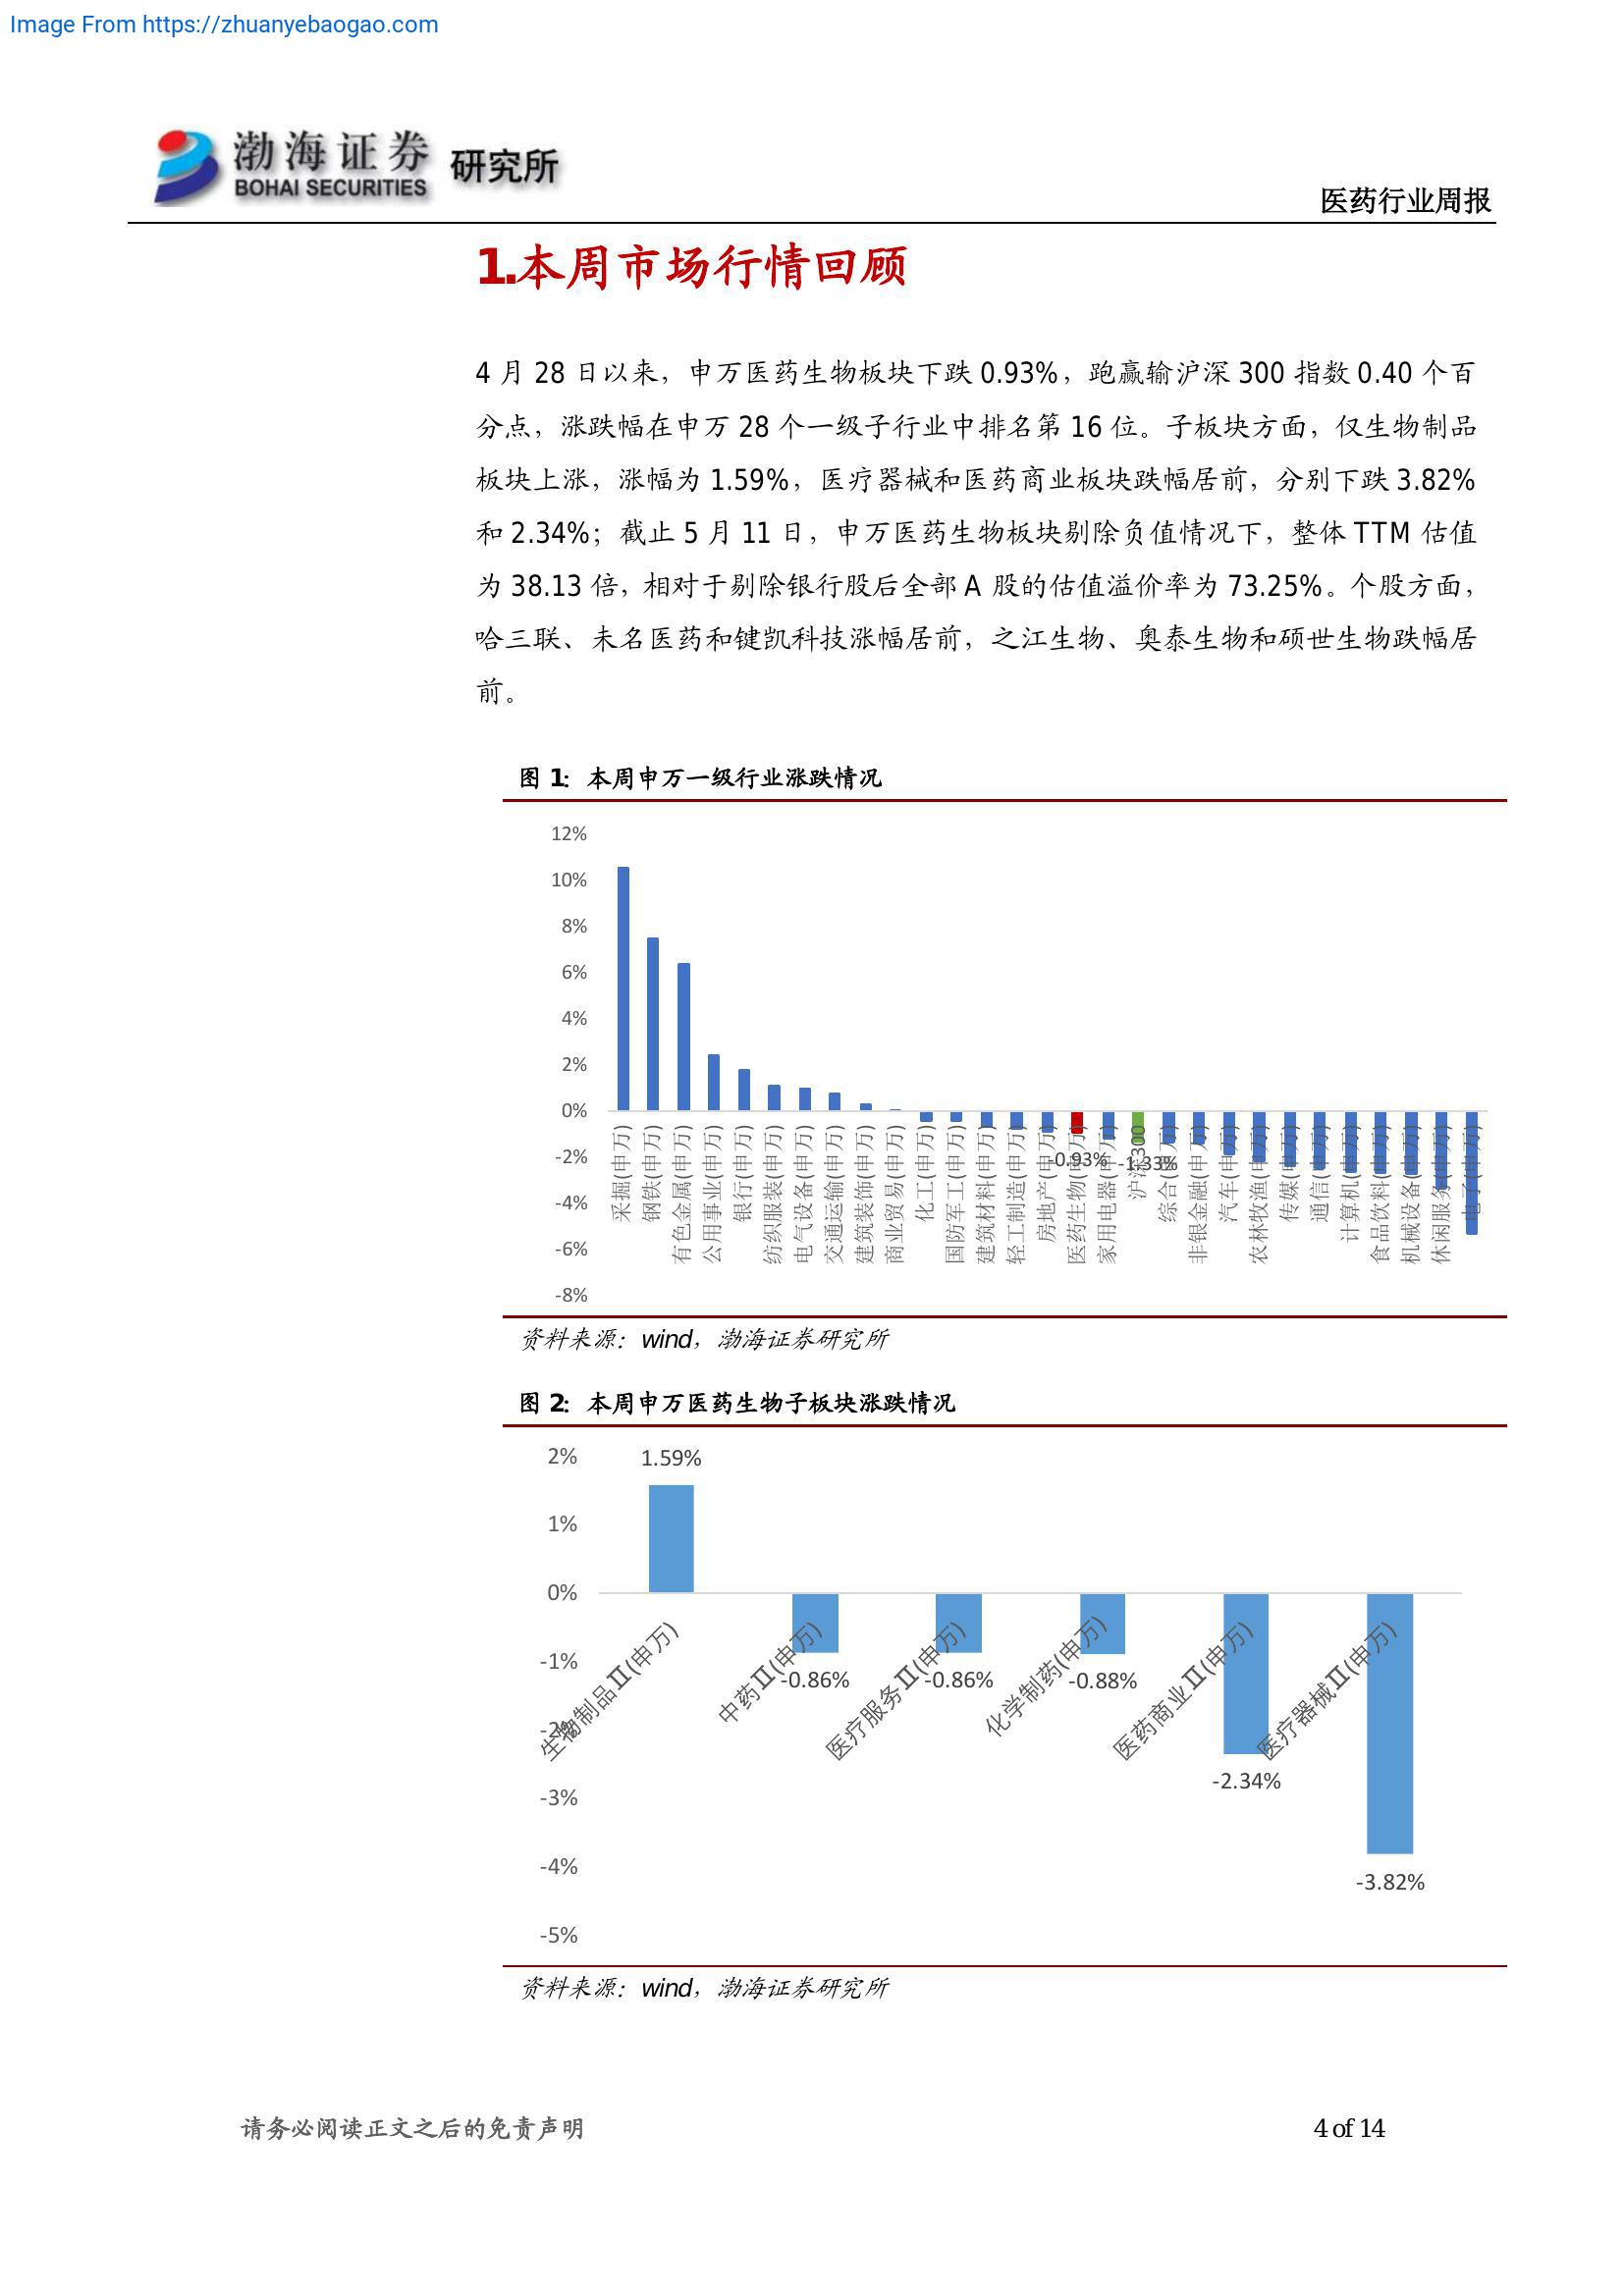 Image From https://zhuanyebaogao.com
渤海证券 研究所
BOHAI SECURITIES
医药行业周报
1.本周市场行情回顾
4 月 28 日以来，申万医药生物板块下跌 0.93%，跑赢输沪深 300 指数 0.40 个百
分点，涨跌幅在申万 28 个一级子行业中排名第 16 位。子板块方面，仅生物制品
板块上涨，涨幅为 1.59%，医疗器械和医药商业板块跌幅居前，分别下跌 3.82%
和 2.34%；截止 5 月 11 日，申万医药生物板块剔除负值情况下，整体 TTM 估值
为 38.13 倍，相对于剔除银行股后全部 A 股的估值溢价率为 73.25%。个股方面，
哈三联、未名医药和键凯科技涨幅居前，之江生物、奥泰生物和硕世生物跌幅居
前。
图 1：本周申万一级行业涨跌情况
12%
10%
8%
6%
4%
2%
0%
-2%
-4%
-6%
-8%
-0.93%
-1.33%
采掘(申万)
钢铁(申万)
有色金属(申万)
公用事业(申万)
银行(申万)
纺织服装(申万)
电气设备(申万)
交通运输(申万)
建筑装饰(申万)
商业贸易(申万)
化工(申万)
国防军工(申万)
建筑材料(申万)
轻工制造(申万)
房地产(申万)
医药生物(申万)
家用电器(申万)
沪深300
综合(申万)
非银金融(申万)
汽车(申万)
农林牧渔(申万)
传媒(申万)
通信(申万)
计算机(申万)
食品饮料(申万)
机械设备(申万)
休闲服务(申万)
电子(申万)
资料来源：wind，渤海证券研究所
图 2：本周申万医药生物子板块涨跌情况
2%
1%
0%
-1%
-2%
-3%
-4%
-5%
1.59%
-0.86%
-0.86%
-0.88%
-2.34%
-3.82%
生物制品II(申万)
中药II(申万)
医疗服务II(申万)
化学制药(申万)
医药商业II(申万)
医疗器械II(申万)
资料来源：wind，渤海证券研究所
请务必阅读正文之后的免责声明
4 of 14